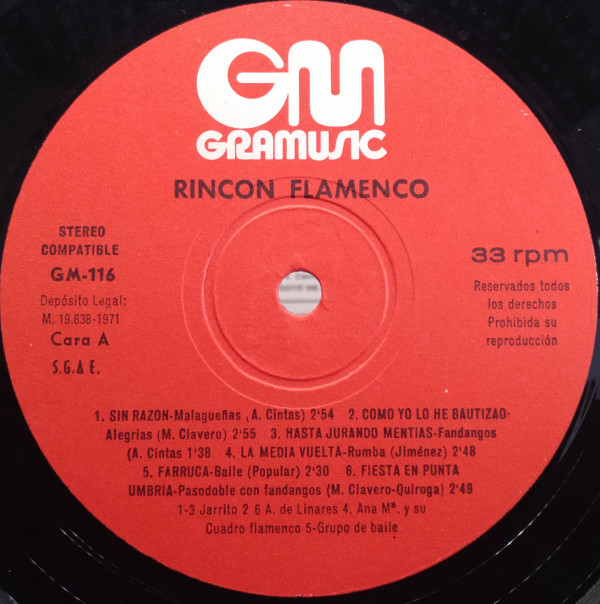 GM
GRAMUSIC
RINCON FLAMENCO
STEREO
COMPATIBLE
GM-116
Depósito Legal:
M. 19.838-1971
Cara A
S.G.A E.
33 rpm
Reservados todos
los derechos
Prohibida su
reproducción
1. SIN RAZON-Malagueñas (A. Cintas) 2'54 2. COMO YO LO HE BAUTIZAO-
Alegrias (M. Clavero) 2'55 3. HASTA JURANDO MENTIAS-Fandangos
(A. Cintas 1'38 4. LA MEDIA VUELTA-Rumba (Jiménez) 2'48
5. FARRUCA-Baile (Popular) 2'30 6. FIESTA EN PUNTA
UMBRIA-Pasodoble con fandangos (M. Clavero-Quiroga) 2'49
1-3 Jarrito 2 6 A. de Linares 4. Ana Mª. y su
Cuadro flamenco 5-Grupo de baile